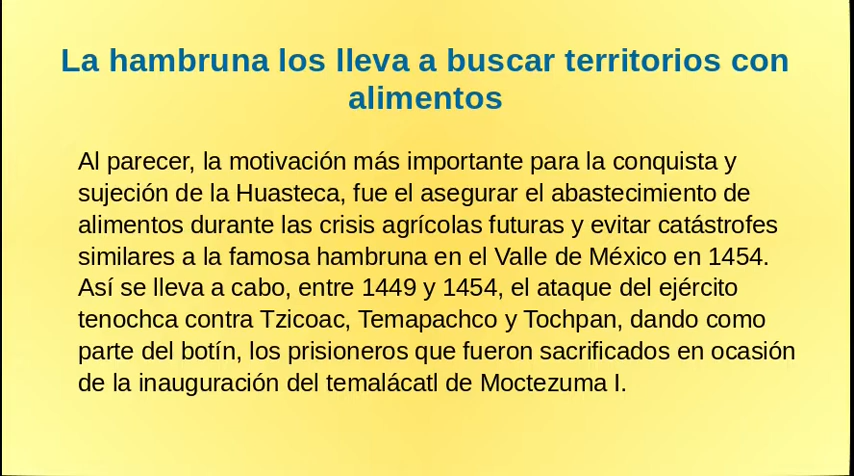 La hambruna los lleva a buscar territorios con
alimentos
Al parecer, la motivación más importante para la conquista y
sujeción de la Huasteca, fue el asegurar el abastecimiento de
alimentos durante las crisis agrícolas futuras y evitar catástrofes
similares a la famosa hambruna en el Valle de México en 1454.
Así se lleva a cabo, entre 1449 y 1454, el ataque del ejército
tenochca contra Tzicoac, Temapachco y Tochpan, dando como
parte del botín, los prisioneros que fueron sacrificados en ocasión
de la inauguración del temalácatl de Moctezuma I.